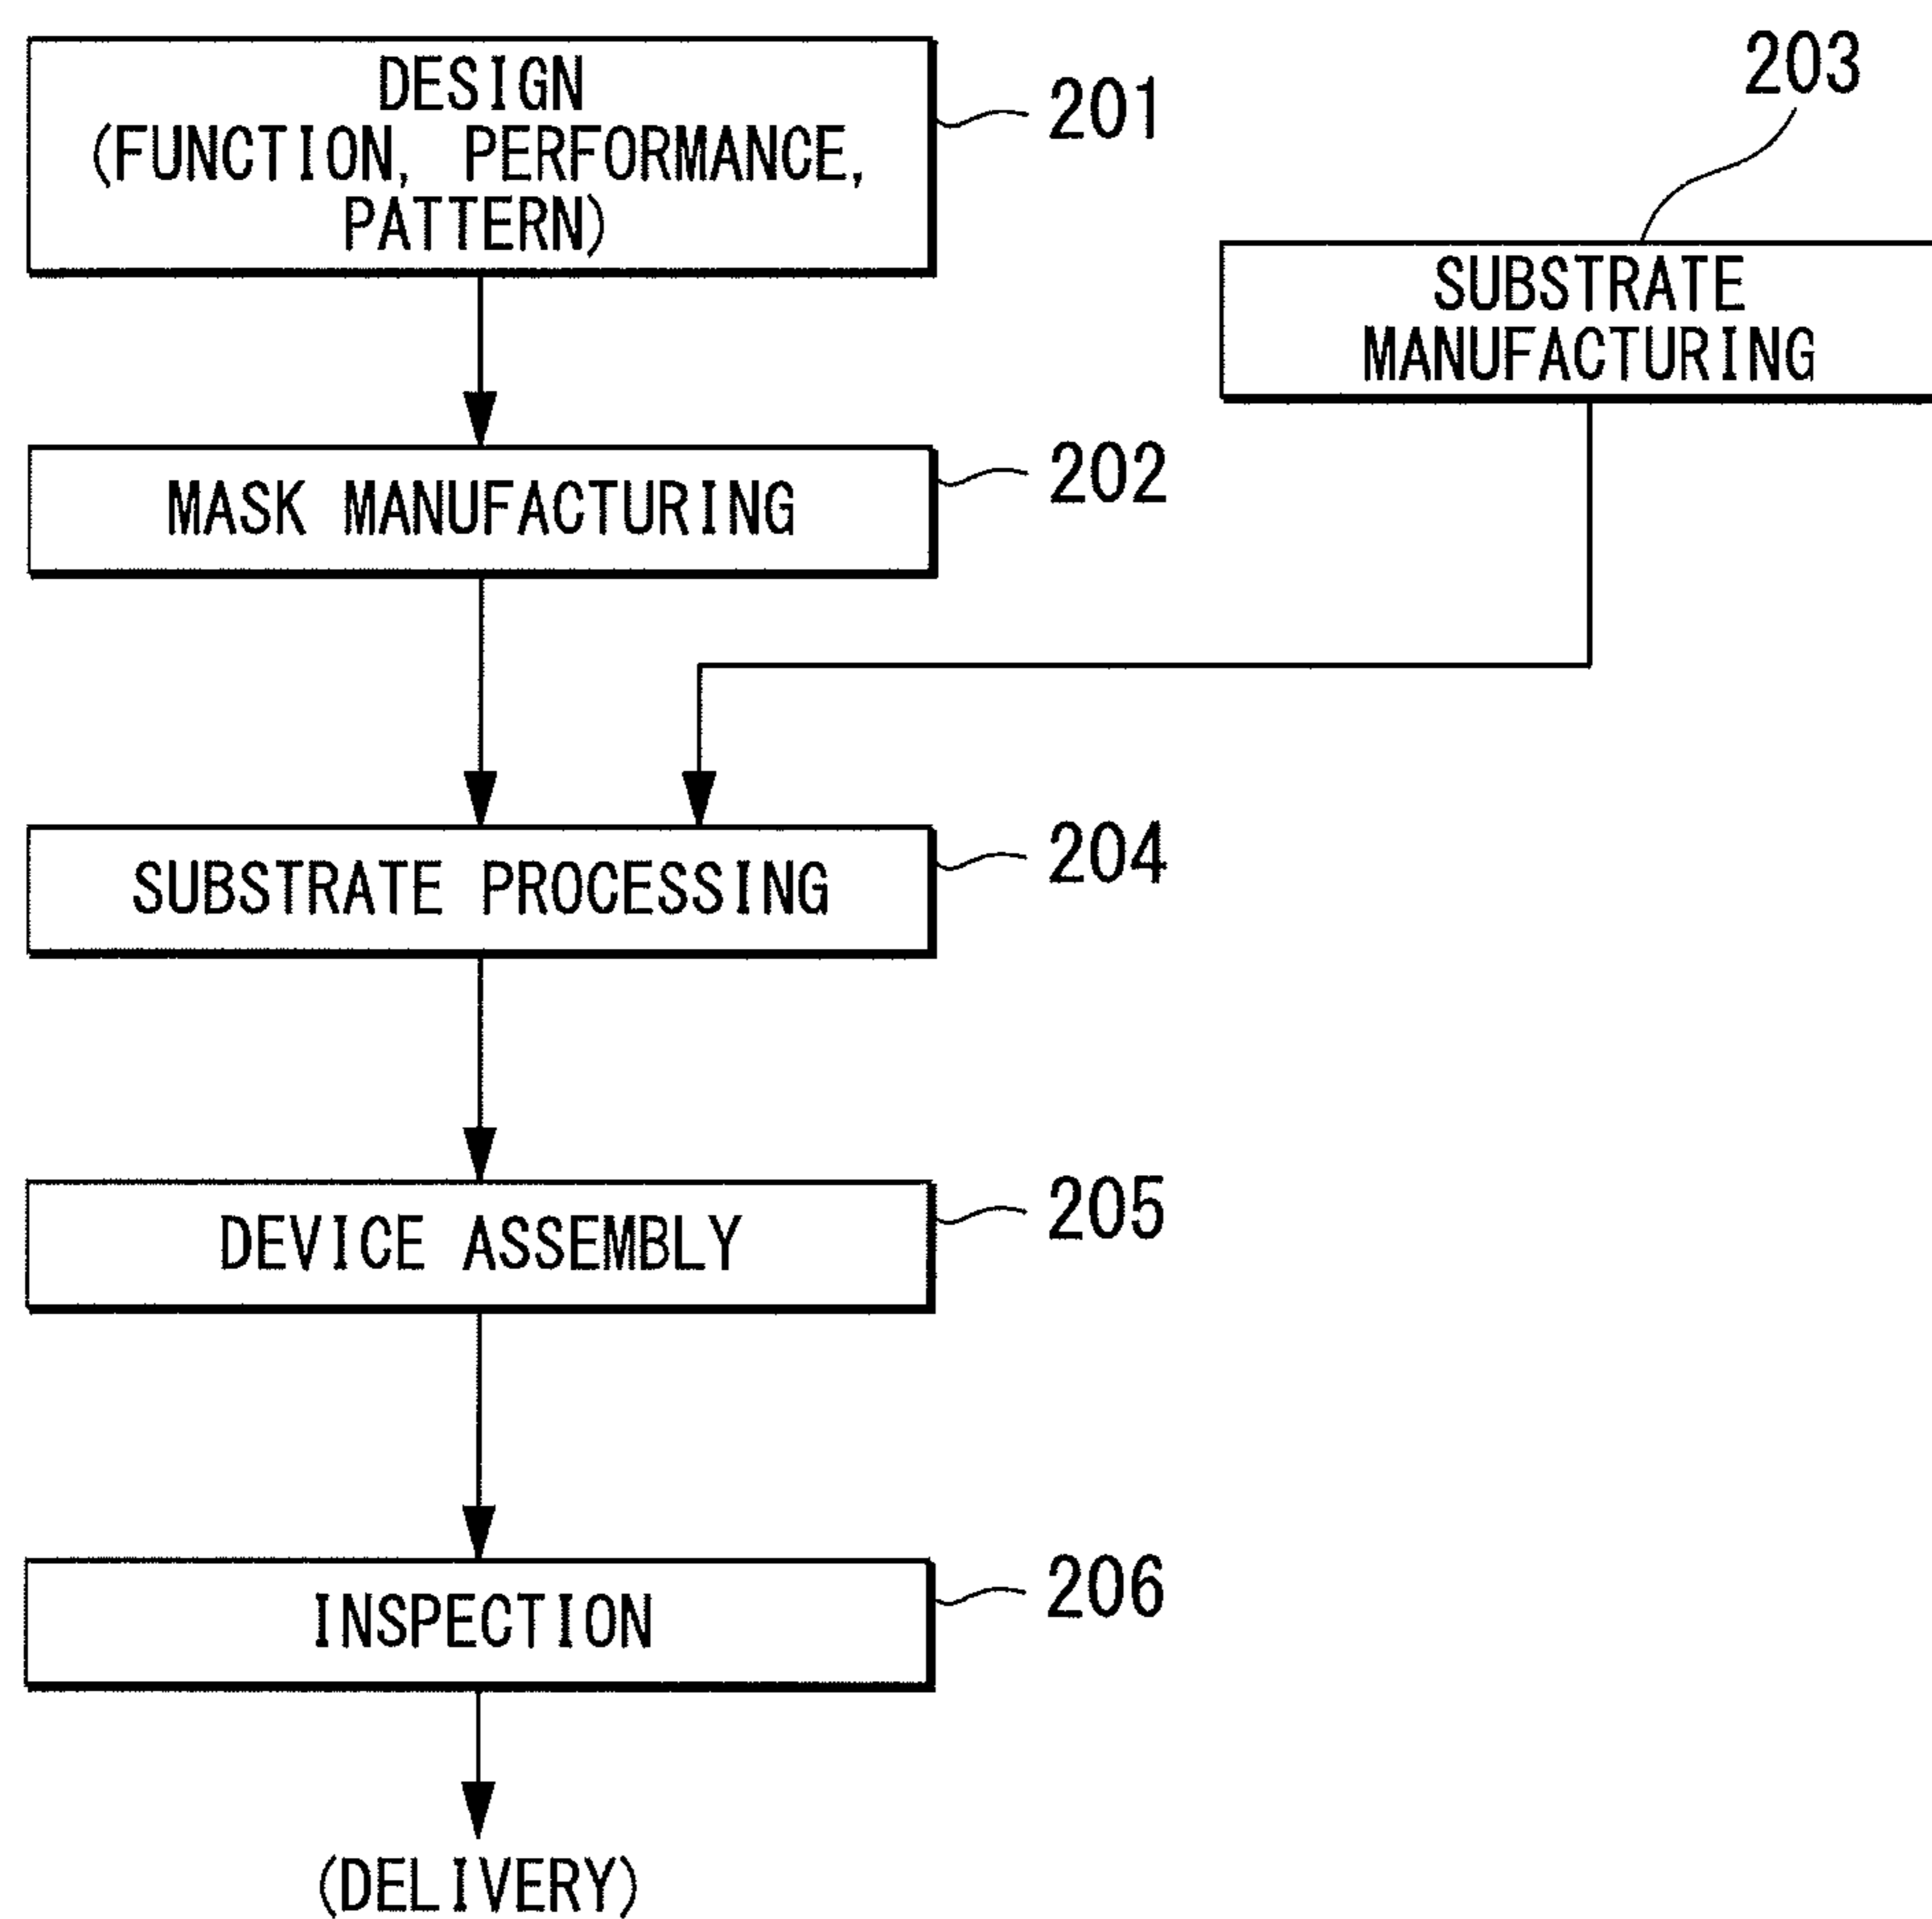 DESIGN
(FUNCTION, PERFORMANCE,
PATTERN)
201
203
SUBSTRATE
MANUFACTURING
MASK MANUFACTURING
202
SUBSTRATE PROCESSING
204
DEVICE ASSEMBLY
205
INSPECTION
206
(DELIVERY)